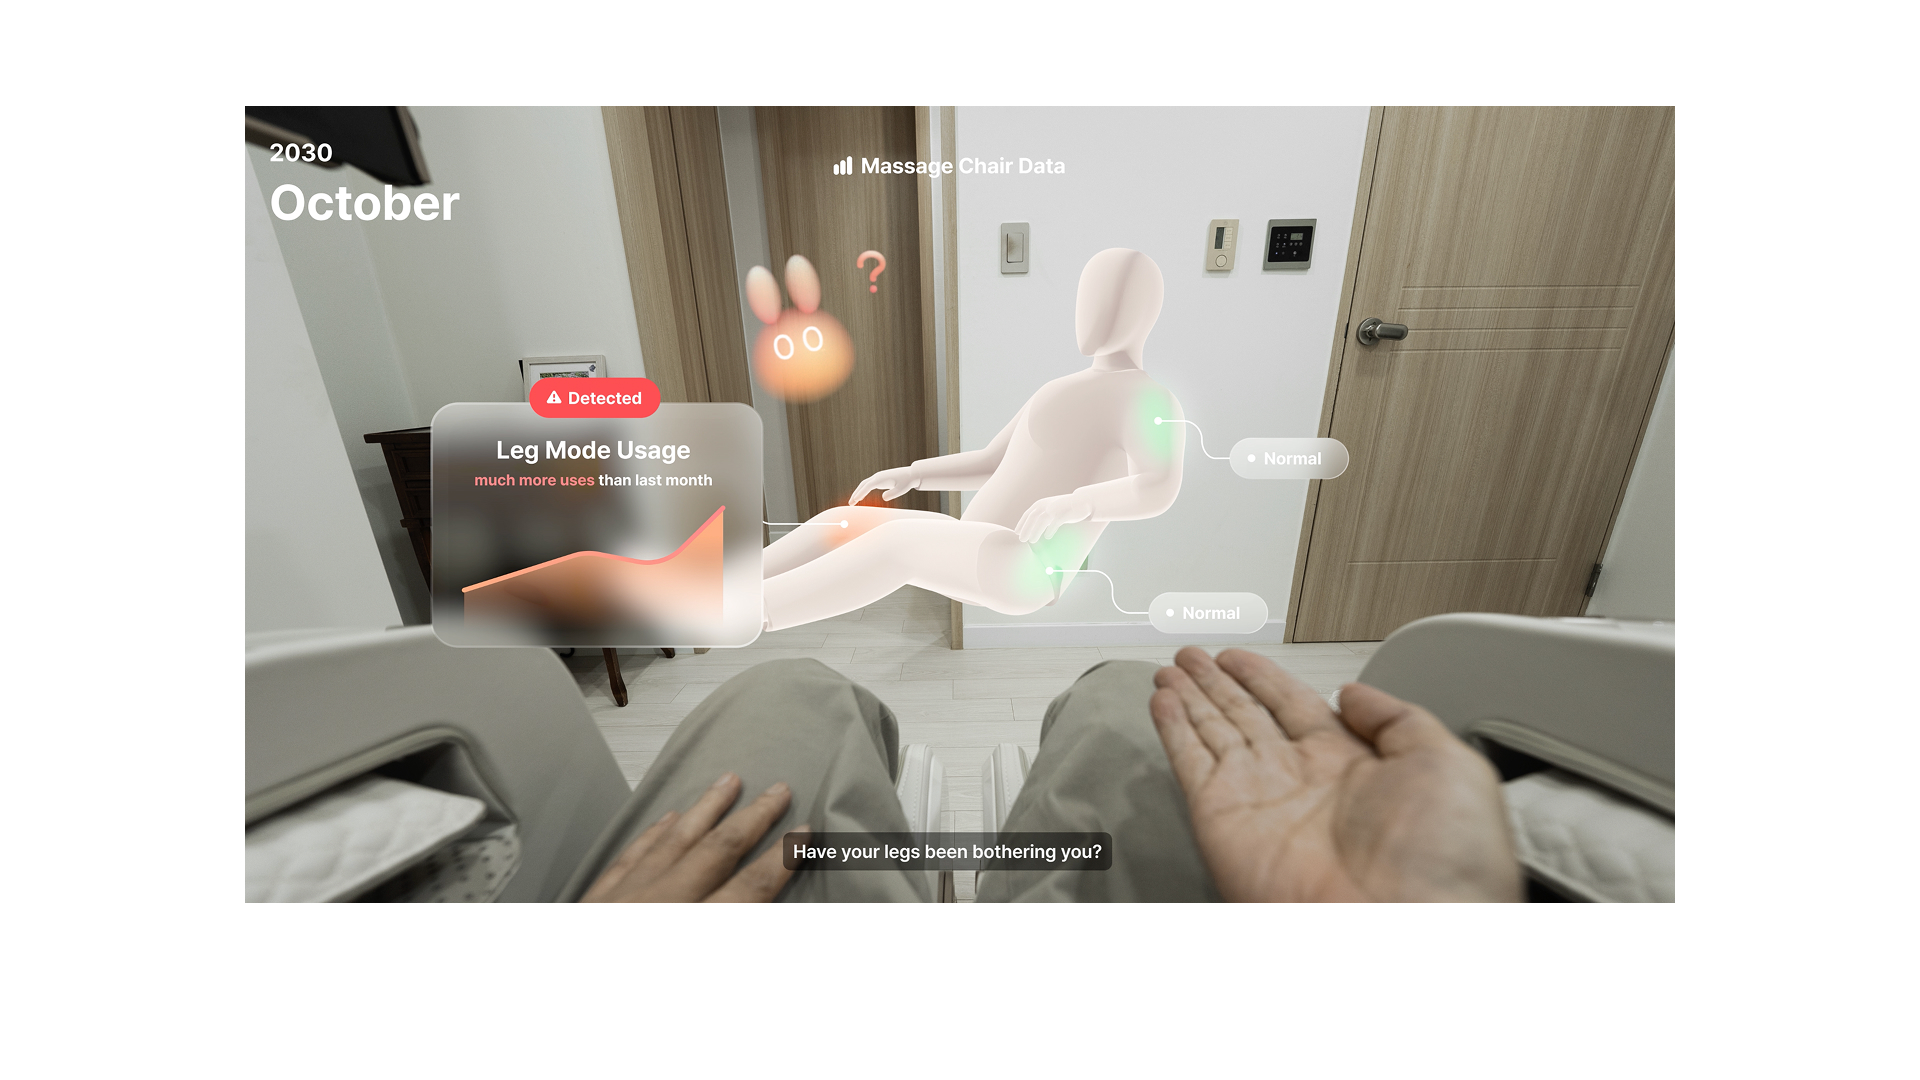 2030
October
Massage Chair Data
?
Detected
Leg Mode Usage
much more uses than last month
Normal
Normal
Have your legs been bothering you?